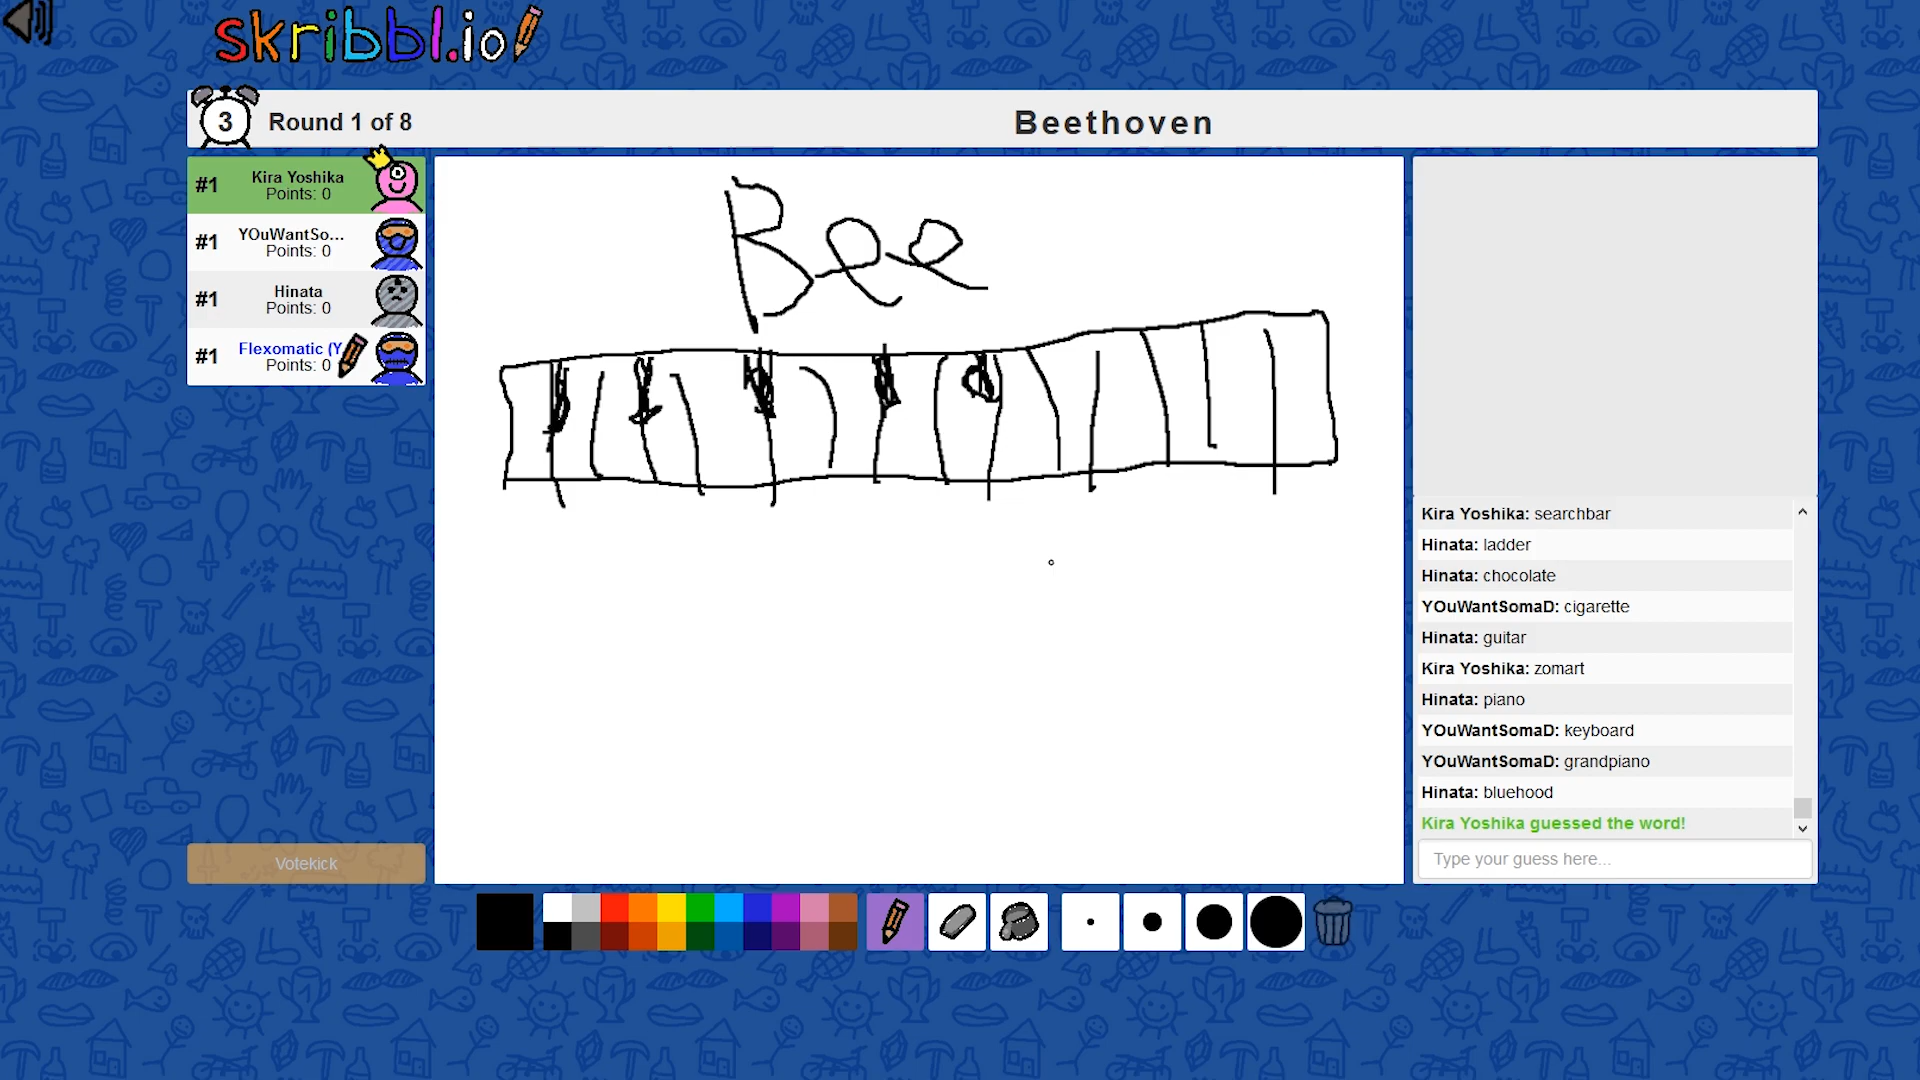 skribbl.io
3
Round 1 of 8
Beethoven
#1
Kira Yoshika
Points: 0
#1
YOuWantSo...
Points: 0
#1
Hinata
Points: 0
#1
Flexomatic (Y
Points: 0
Bee
Kira Yoshika: searchbar
Hinata: ladder
Hinata: chocolate
YOuWantSomaD: cigarette
Hinata: guitar
Kira Yoshika: zomart
Hinata: piano
YOuWantSomaD: keyboard
YOuWantSomaD: grandpiano
Hinata: bluehood
Kira Yoshika guessed the word!
Type your guess here...
Votekick